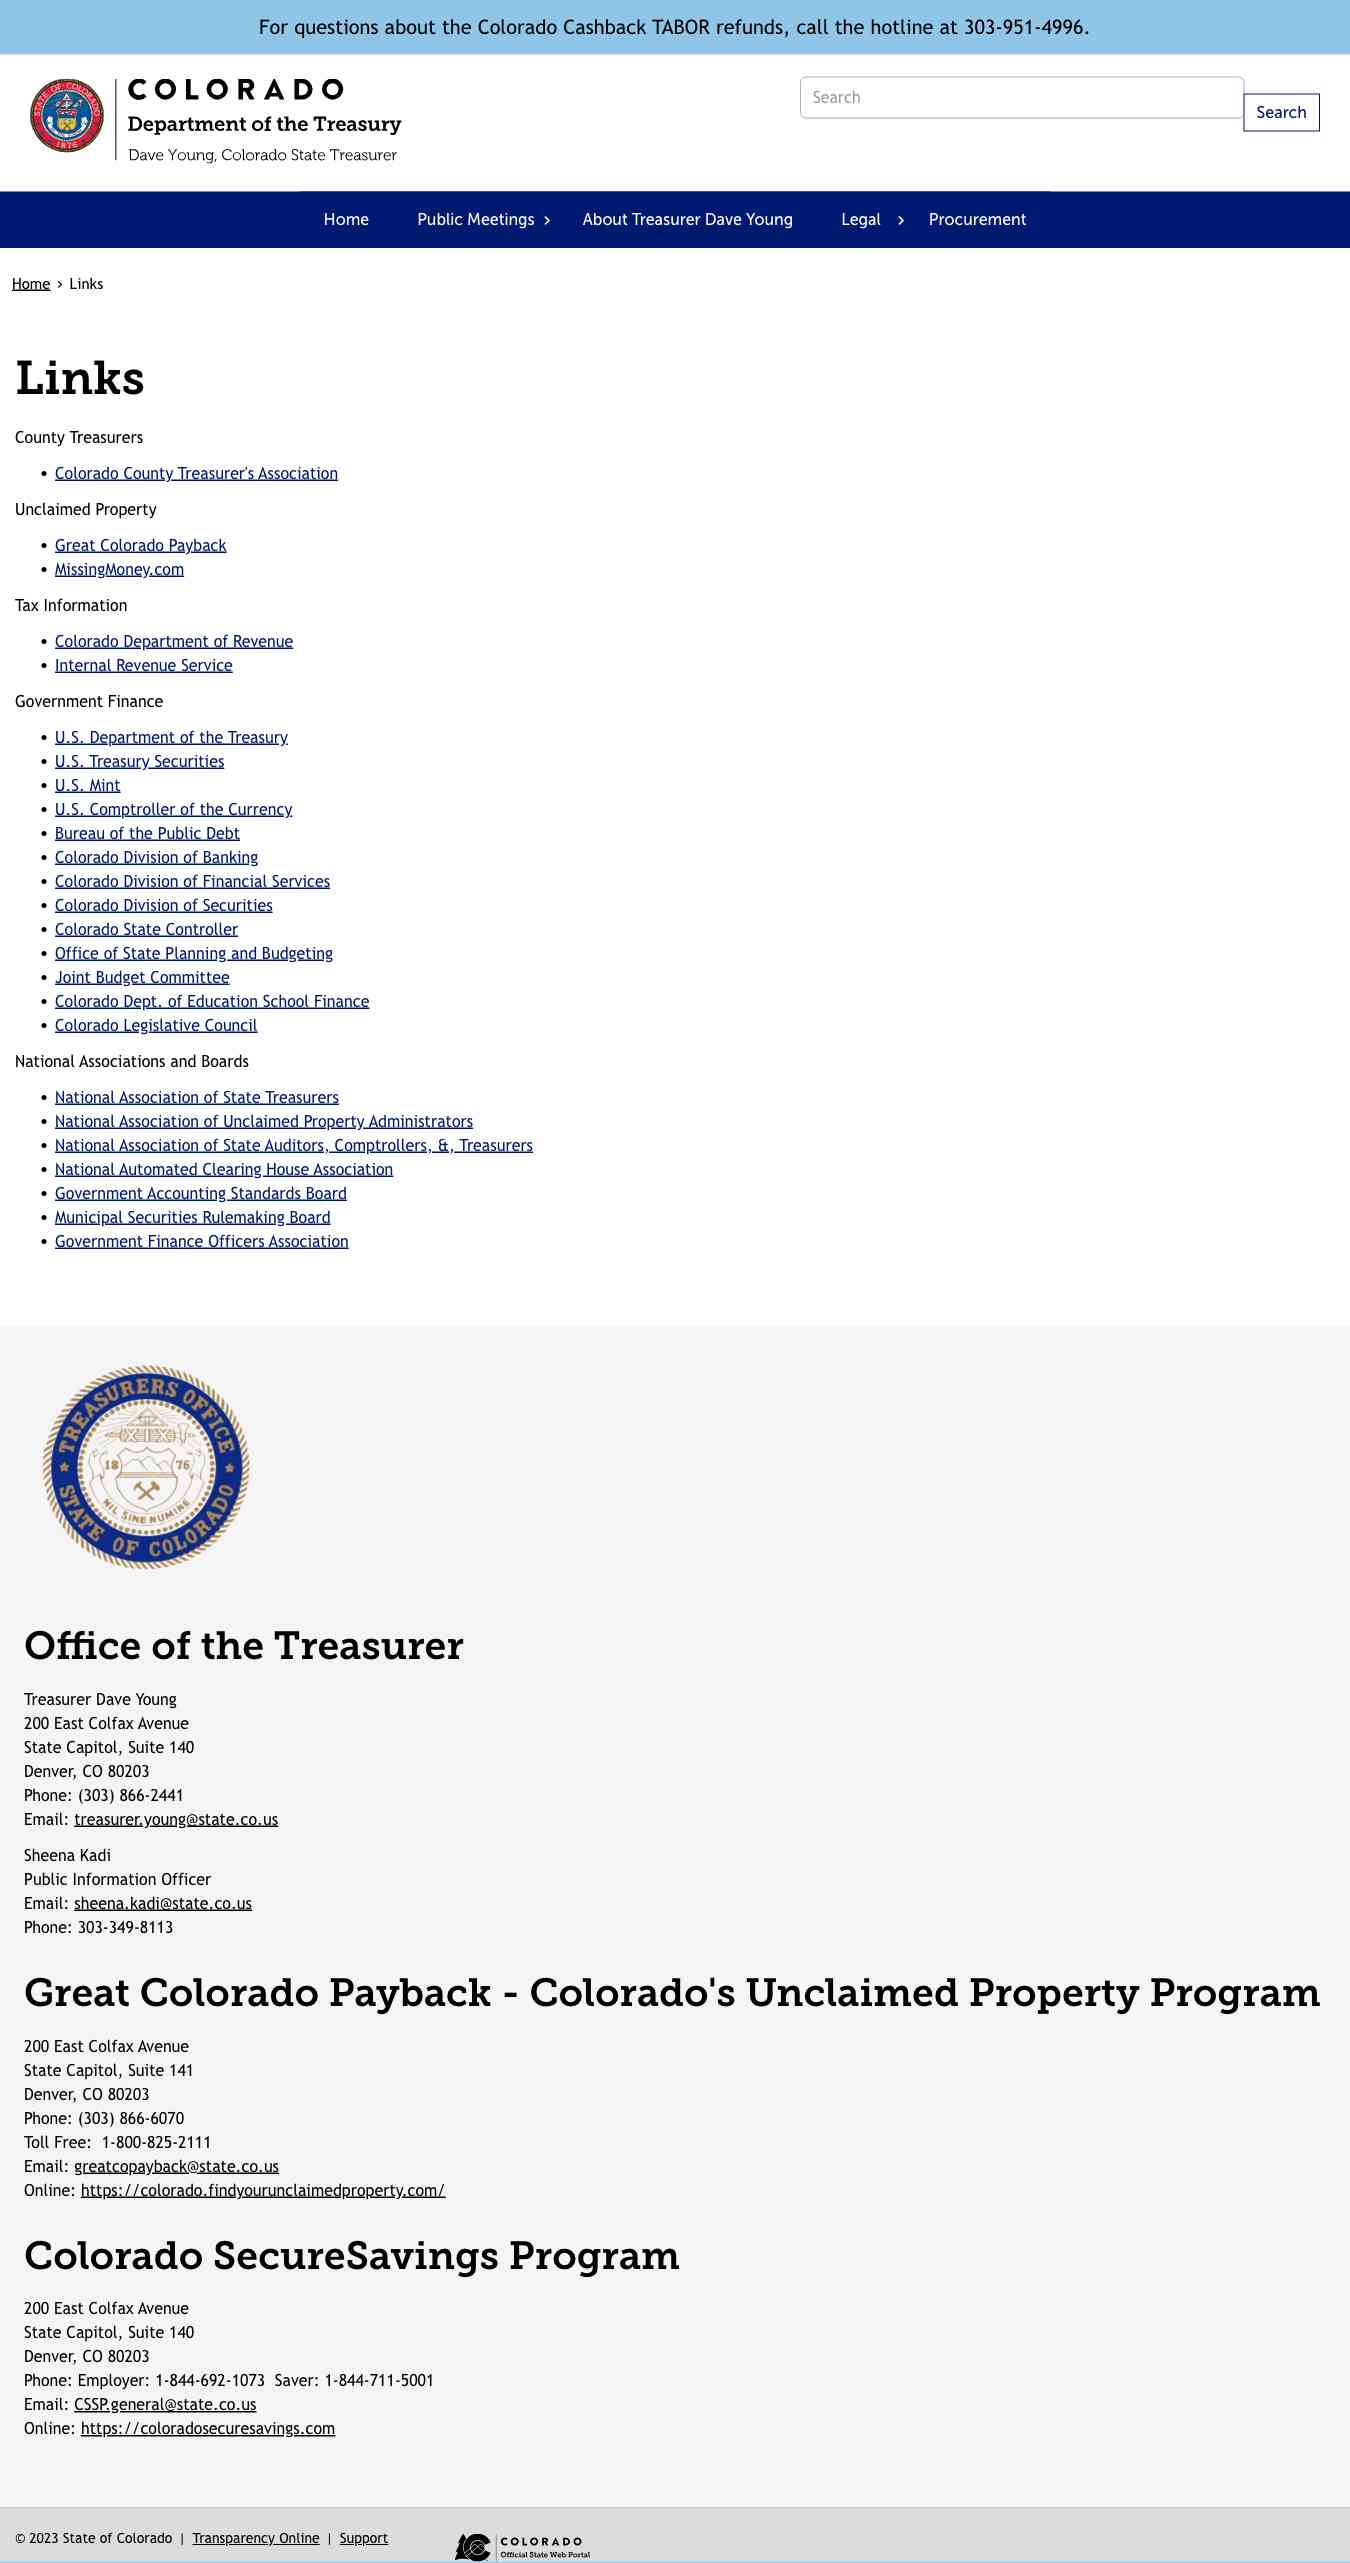 For questions about the Colorado Cashback TABOR refunds, call the hotline at 303-951-4996.
STATE OF COLORADO
1876
COLORADO
Department of the Treasury
Dave Young, Colorado State Treasurer
Search
Search
Home Public Meetings › About Treasurer Dave Young Legal › Procurement
Home › Links
Links
County Treasurers
• Colorado County Treasurer's Association
Unclaimed Property
• Great Colorado Payback
• MissingMoney.com
Tax Information
• Colorado Department of Revenue
• Internal Revenue Service
Government Finance
• U.S. Department of the Treasury
• U.S. Treasury Securities
• U.S. Mint
• U.S. Comptroller of the Currency
• Bureau of the Public Debt
• Colorado Division of Banking
• Colorado Division of Financial Services
• Colorado Division of Securities
• Colorado State Controller
• Office of State Planning and Budgeting
• Joint Budget Committee
• Colorado Dept. of Education School Finance
• Colorado Legislative Council
National Associations and Boards
• National Association of State Treasurers
• National Association of Unclaimed Property Administrators
• National Association of State Auditors, Comptrollers, &, Treasurers
• National Automated Clearing House Association
• Government Accounting Standards Board
• Municipal Securities Rulemaking Board
• Government Finance Officers Association
TREASURERS OFFICE
18 76
NIL SINE NUMINE
STATE OF COLORADO
Office of the Treasurer
Treasurer Dave Young
200 East Colfax Avenue
State Capitol, Suite 140
Denver, CO 80203
Phone: (303) 866-2441
Email: treasurer.young@state.co.us
Sheena Kadi
Public Information Officer
Email: sheena.kadi@state.co.us
Phone: 303-349-8113
Great Colorado Payback - Colorado's Unclaimed Property Program
200 East Colfax Avenue
State Capitol, Suite 141
Denver, CO 80203
Phone: (303) 866-6070
Toll Free:  1-800-825-2111
Email: greatcopayback@state.co.us
Online: https://colorado.findyourunclaimedproperty.com/
Colorado SecureSavings Program
200 East Colfax Avenue
State Capitol, Suite 140
Denver, CO 80203
Phone: Employer: 1-844-692-1073  Saver: 1-844-711-5001
Email: CSSP.general@state.co.us
Online: https://coloradosecuresavings.com
© 2023 State of Colorado | Transparency Online | Support
COLORADO
Official State Web Portal